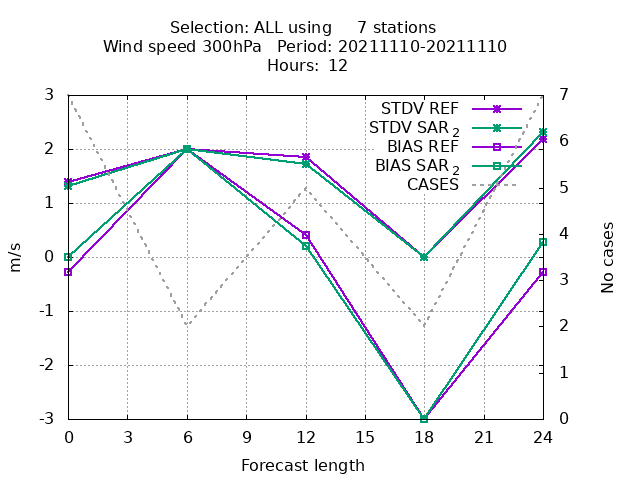 Selection: ALL using     7 stations
Wind speed 300hPa   Period: 20211110-20211110
Hours:  12
STDV REF
STDV SAR 2
BIAS REF
BIAS SAR 2
CASES
3
2
1
0
-1
-2
-3
m/s
7
6
5
4
3
2
1
0
No cases
0 3 6 9 12 15 18 21 24
Forecast length